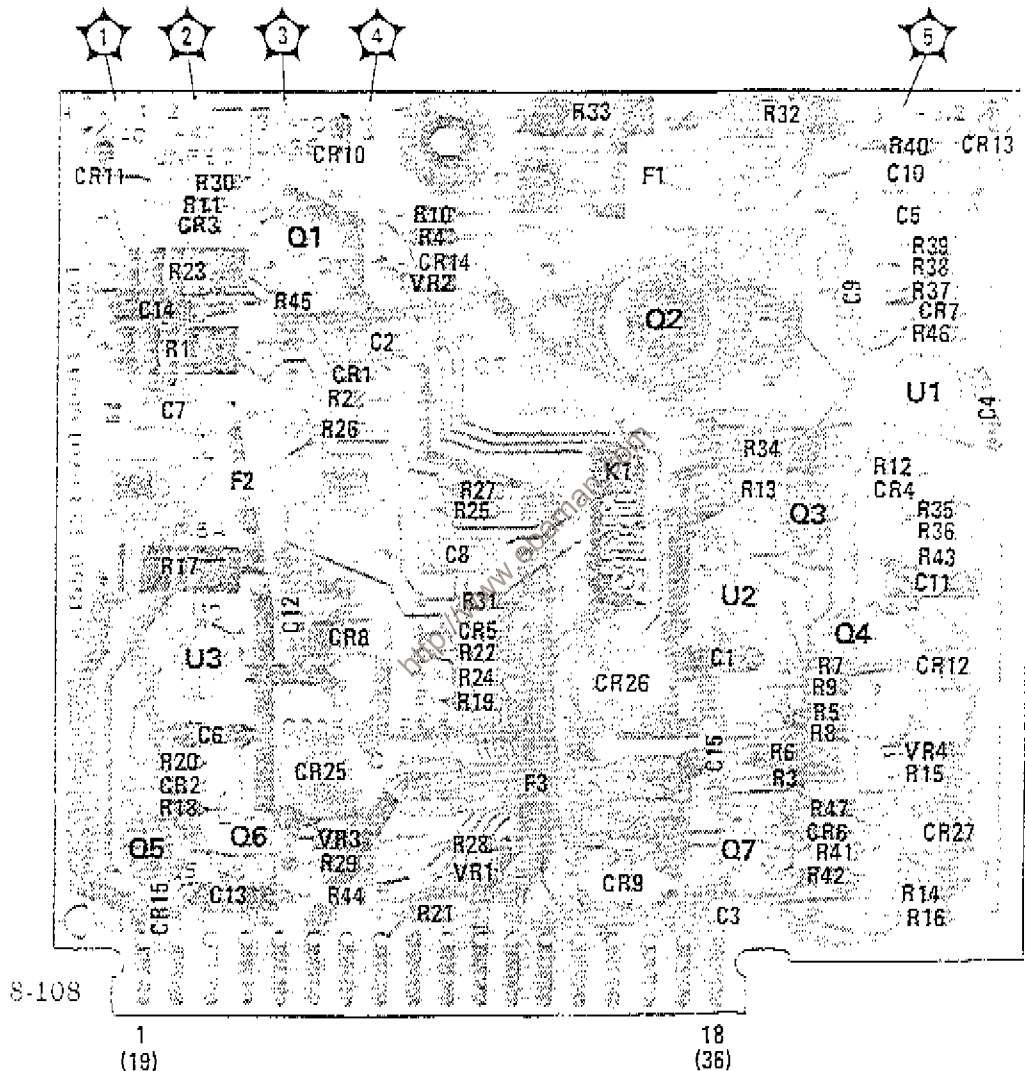 1 2 3 4 5
R33 R32
CR10 R40 CR13
CR11 R30 F1 C10
R11 R10 C5
CR3 Q1 R4 R39
CR14 R38
R23 VR2 C9 R37
C14 R45 Q2 CR7
R1 C2 R46
CR1 U1 C4
C7 R2
R26 R34 R12
F2 R27 K1 R13 CR4
R25 Q3 R35
R36
C8 R43
R17 C12 R31 U2 C11
CR8 CR5 Q4
U3 R22 C1 R7 CR12
R24 CR26 R9
R19 R5
C6 R8
R20 CR25 C15 R6 VR4
CR2 F3 R3 R15
R18 R47
Q5 Q6 VR3 R28 Q7 CR6 CR27
R29 VR1 R41
CR9 R42
CR15 C13 R44 R14
R21 C3 R16
8-108
1 18
(19) (36)
http://www.ebaman.com